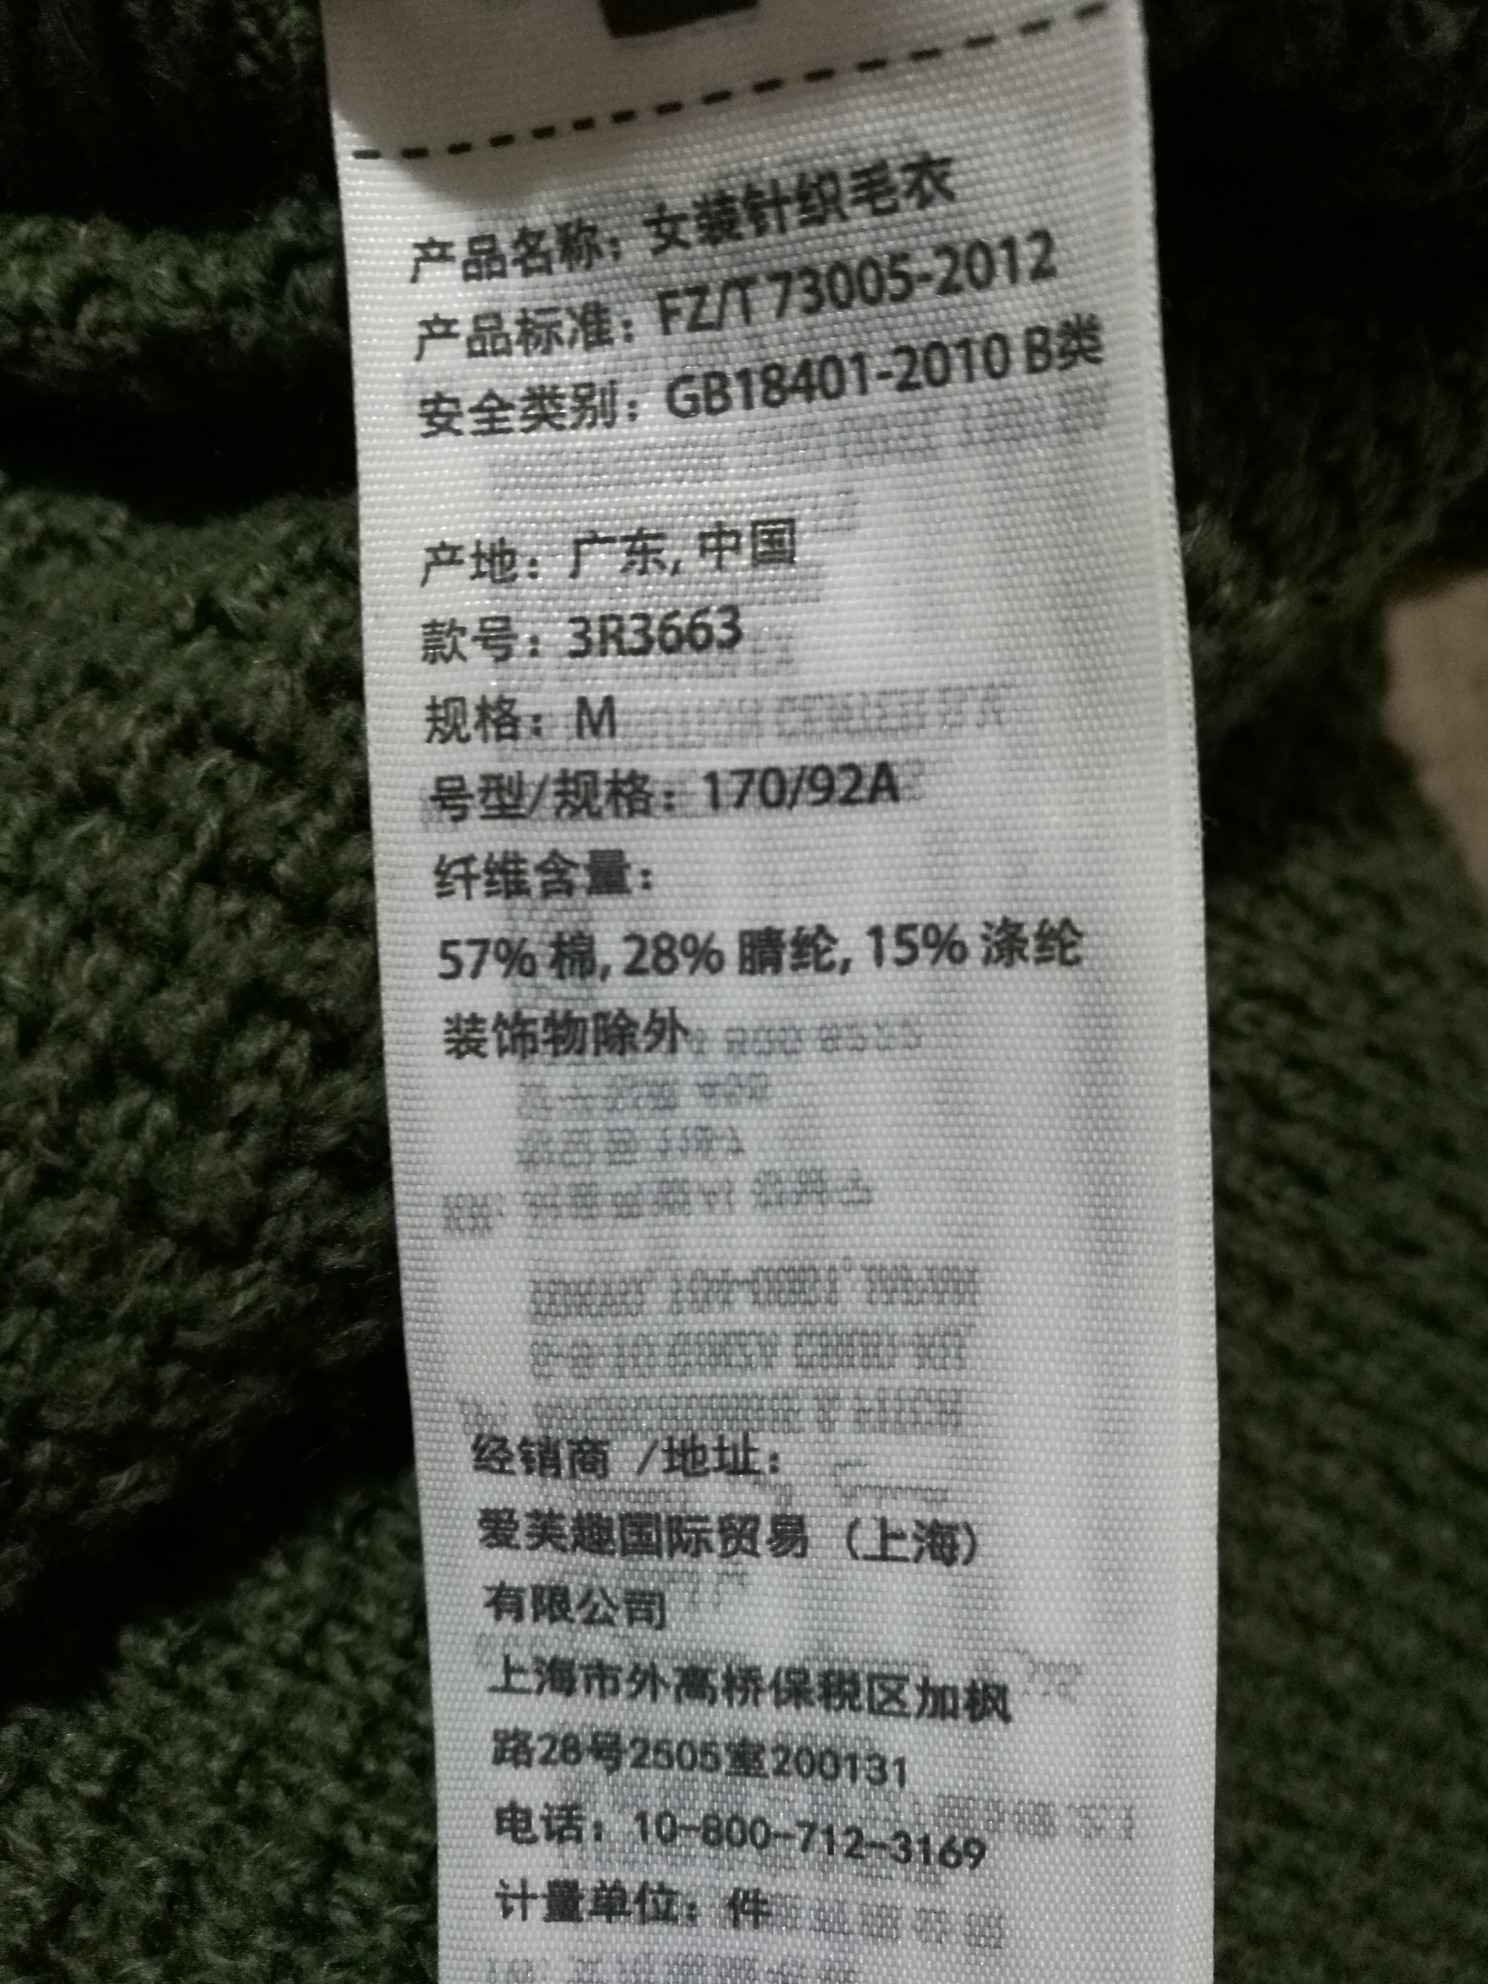 产品名称：女装针织毛衣
产品标准：FZ/T 73005-2012
安全类别：GB18401-2010 B类
产地：广东, 中国
款号：3R3663
规格：M
号型/规格：170/92A
纤维含量：
57% 棉, 28% 腈纶, 15% 涤纶
装饰物除外
经销商 /地址：
爱芙趣国际贸易（上海）
有限公司
上海市外高桥保税区加枫
路28号2505室200131
电话：10-800-712-3169
计量单位：件